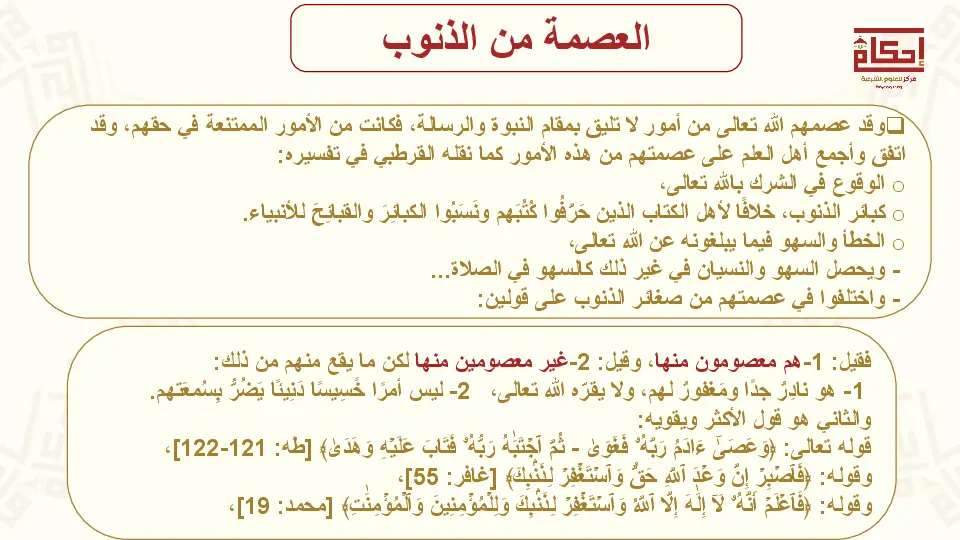 العصمة من الذنوب
إحكام
مركز للعلوم الشرعية
❑وقد عصمهم الله تعالى من أمور لا تليق بمقام النبوة والرسالة، فكانت من الأمور الممتنعة في حقهم، وقد
اتفق وأجمع أهل العلم على عصمتهم من هذه الأمور كما نقله القرطبي في تفسيره:
o الوقوع في الشرك بالله تعالى،
o كبائر الذنوب، خلافًا لأهل الكتاب الذين حَرَّفُوا كُتُبَهم ونَسَبُوا الكبائِرَ والقبائِحَ للأنبياء.
o الخطأ والسهو فيما يبلغونه عن الله تعالى،
- ويحصل السهو والنسيان في غير ذلك كالسهو في الصلاة...
- واختلفوا في عصمتهم من صغائر الذنوب على قولين:
فقيل: 1-هم معصومون منها، وقيل: 2-غير معصومين منها لكن ما يقع منهم من ذلك:
1- هو نادِرٌ جدًا ومَغفورٌ لهم، ولا يقرّه الله تعالى، 2- ليس أمرًا خَسِيسًا دَنِيئًا يَضُرُّ بِسُمعَتهم.
والثاني هو قول الأكثر ويقويه:
قوله تعالى: ﴿وَعَصَىٰٓ ءَادَمُ رَبَّهُۥ فَغَوَىٰ - ثُمَّ ٱجۡتَبَٰهُ رَبُّهُۥ فَتَابَ عَلَيۡهِ وَهَدَىٰ﴾ [طه: 121-122]،
وقوله: ﴿فَٱصۡبِرۡ إِنَّ وَعۡدَ ٱللَّهِ حَقّٞ وَٱسۡتَغۡفِرۡ لِذَنۢبِكَ﴾ [غافر: 55]،
وقوله: ﴿فَٱعۡلَمۡ أَنَّهُۥ لَآ إِلَٰهَ إِلَّا ٱللَّهُ وَٱسۡتَغۡفِرۡ لِذَنۢبِكَ وَلِلۡمُؤۡمِنِينَ وَٱلۡمُؤۡمِنَٰتِ﴾ [محمد: 19]،